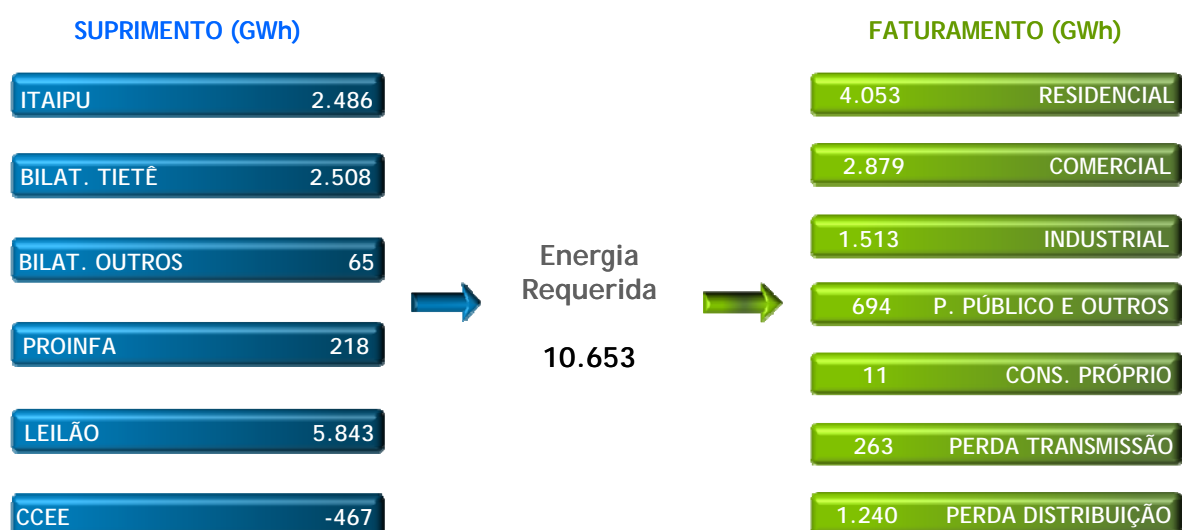 SUPRIMENTO (GWh)
ITAIPU 2.486
BILAT. TIETÊ 2.508
BILAT. OUTROS 65
PROINFA 218
LEILÃO 5.843
CCEE -467
Energia
Requerida
10.653
FATURAMENTO (GWh)
4.053 RESIDENCIAL
2.879 COMERCIAL
1.513 INDUSTRIAL
694 P. PÚBLICO E OUTROS
11 CONS. PRÓPRIO
263 PERDA TRANSMISSÃO
1.240 PERDA DISTRIBUIÇÃO